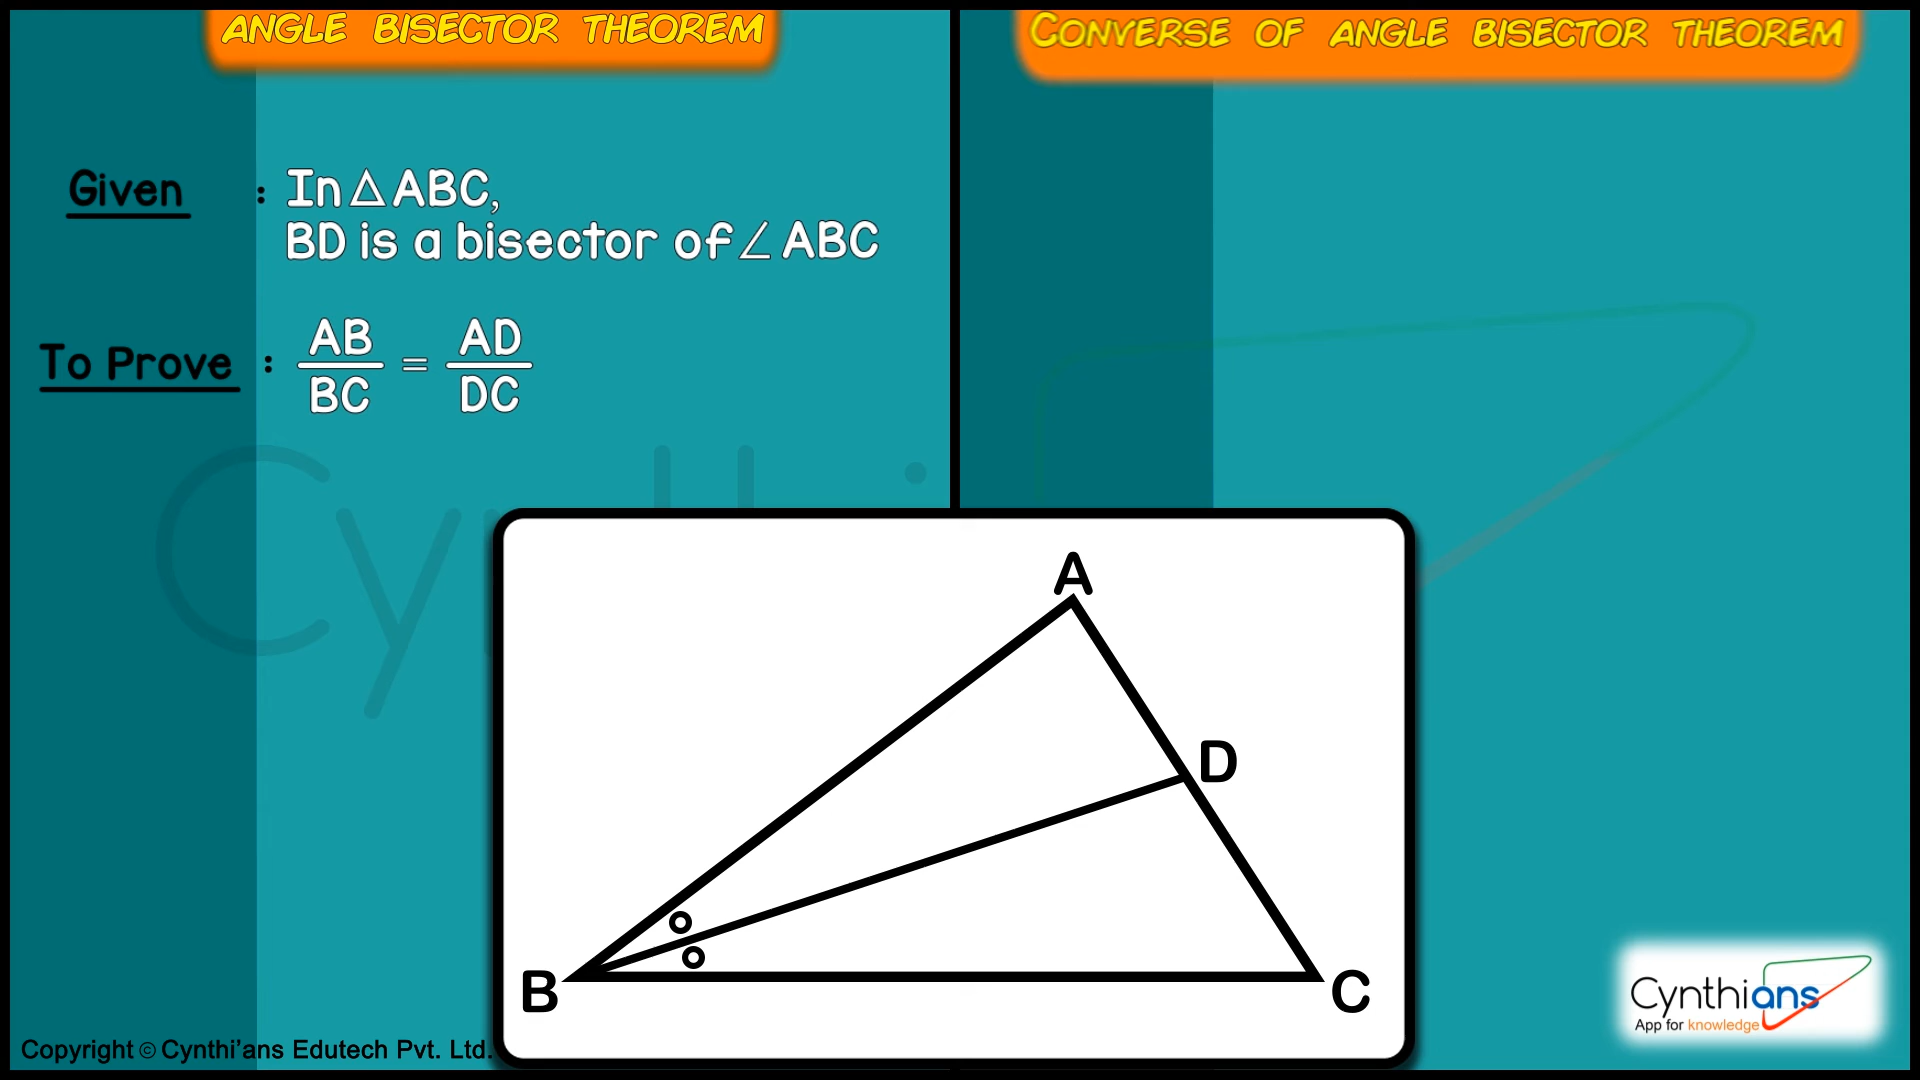 ANGLE BISECTOR THEOREM
Given : In △ ABC,
BD is a bisector of ∠ ABC
To Prove : AB/BC = AD/DC
CONVERSE OF ANGLE BISECTOR THEOREM
A
D
B
C
Copyright © Cynthi'ans Edutech Pvt. Ltd.
Cynthians
App for knowledge